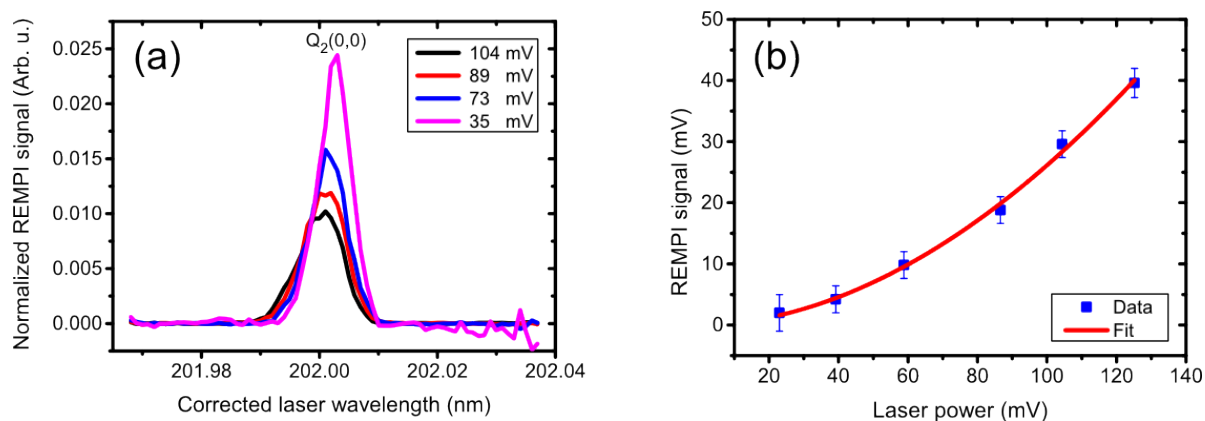 (a)
Q₂(0,0)
104 mV
89 mV
73 mV
35 mV
Normalized REMPI signal (Arb. u.)
0.025
0.020
0.015
0.010
0.005
0.000
201.98 202.00 202.02 202.04
Corrected laser wavelength (nm)
(b)
REMPI signal (mV)
50
40
30
20
10
0
Data
Fit
20 40 60 80 100 120 140
Laser power (mV)